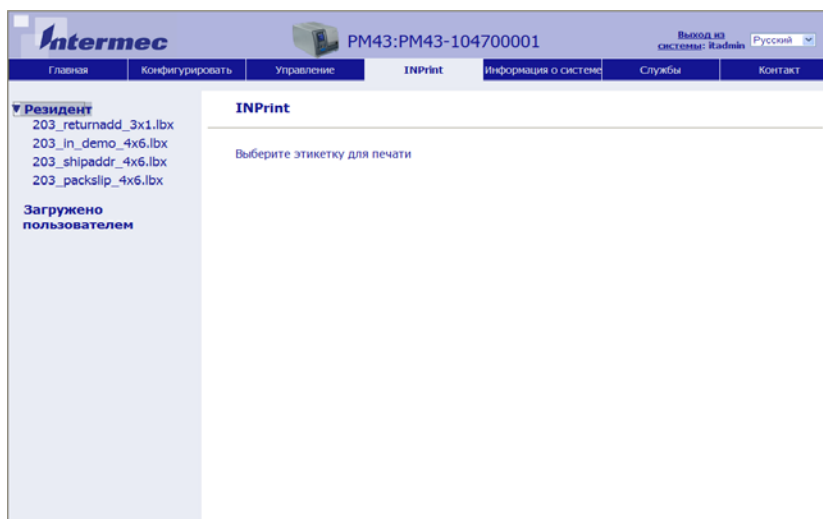 Intermec
PM43:PM43-104700001
Выход из
системы: itadmin
Русский
Главная
Конфигурировать
Управление
INPrint
Информация о системе
Службы
Контакт
Резидент
203_returnadd_3x1.lbx
203_in_demo_4x6.lbx
203_shipaddr_4x6.lbx
203_packslip_4x6.lbx
Загружено
пользователем
INPrint
Выберите этикетку для печати